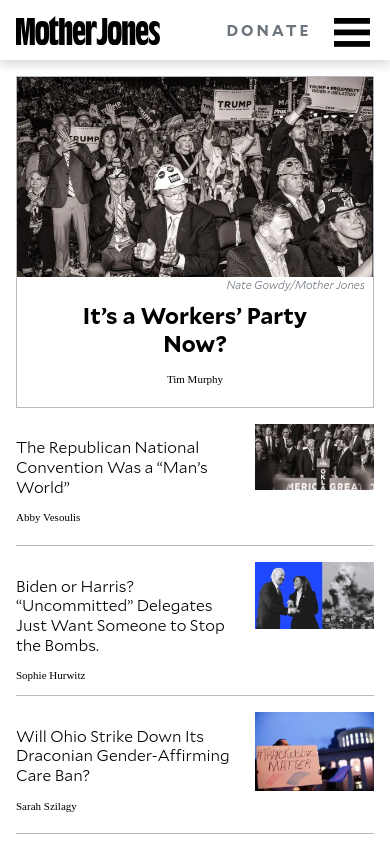 Mother Jones
DONATE
TRUMP
TRUMP
Nate Gowdy/Mother Jones
It’s a Workers’ Party
Now?
Tim Murphy
The Republican National
Convention Was a “Man’s
World”
Abby Vesoulis
Biden or Harris?
“Uncommitted” Delegates
Just Want Someone to Stop
the Bombs.
Sophie Hurwitz
Will Ohio Strike Down Its
Draconian Gender-Affirming
Care Ban?
Sarah Szilagy
MATTER